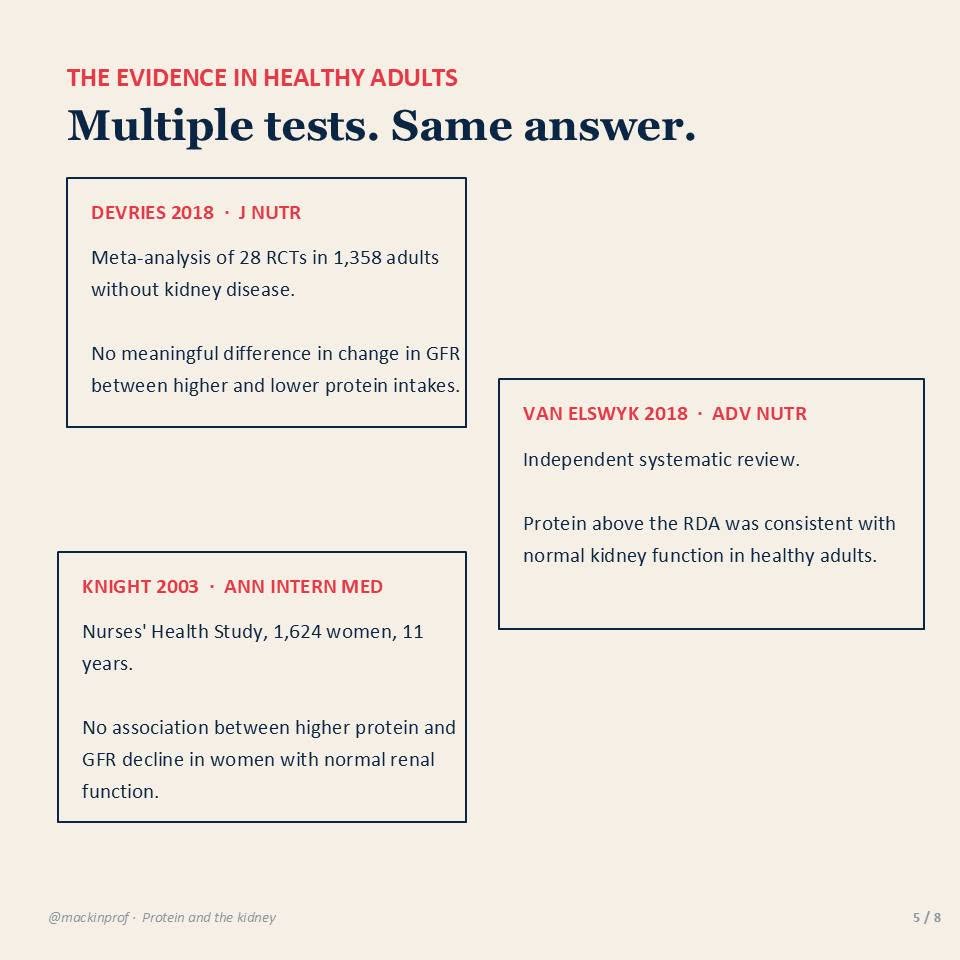 THE EVIDENCE IN HEALTHY ADULTS
Multiple tests. Same answer.
DEVRIES 2018 · J NUTR
Meta-analysis of 28 RCTs in 1,358 adults
without kidney disease.
No meaningful difference in change in GFR
between higher and lower protein intakes.
VAN ELSWYK 2018 · ADV NUTR
Independent systematic review.
Protein above the RDA was consistent with
normal kidney function in healthy adults.
KNIGHT 2003 · ANN INTERN MED
Nurses' Health Study, 1,624 women, 11
years.
No association between higher protein and
GFR decline in women with normal renal
function.
@mackinprof · Protein and the kidney
5 / 8